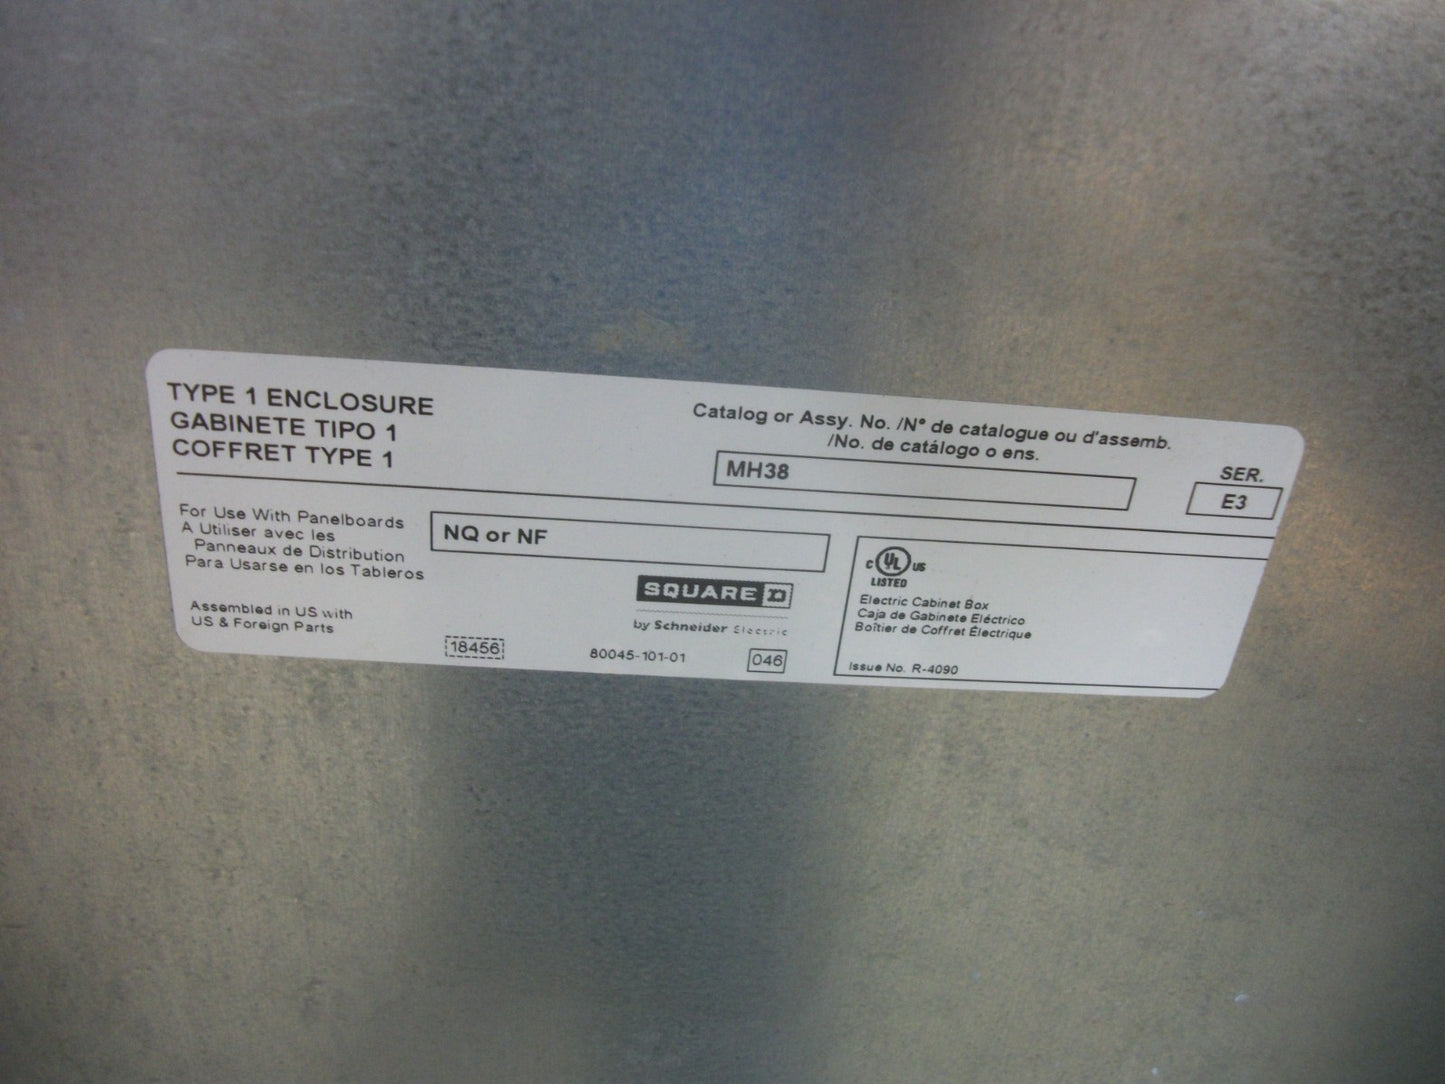 TYPE 1 ENCLOSURE
GABINETE TIPO 1
COFFRET TYPE 1
Catalog or Assy. No. /N° de catalogue ou d'assemb.
/No. de catálogo o ens.
MH38
SER.
E3
For Use With Panelboards
A Utiliser avec les
Panneaux de Distribution
Para Usarse en los Tableros
NQ or NF
Assembled in US with
US & Foreign Parts
18456
SQUARE D
by Schneider Electric
80045-101-01
046
C UL US
LISTED
Electric Cabinet Box
Caja de Gabinete Eléctrico
Boîtier de Coffret Électrique
Issue No. R-4090